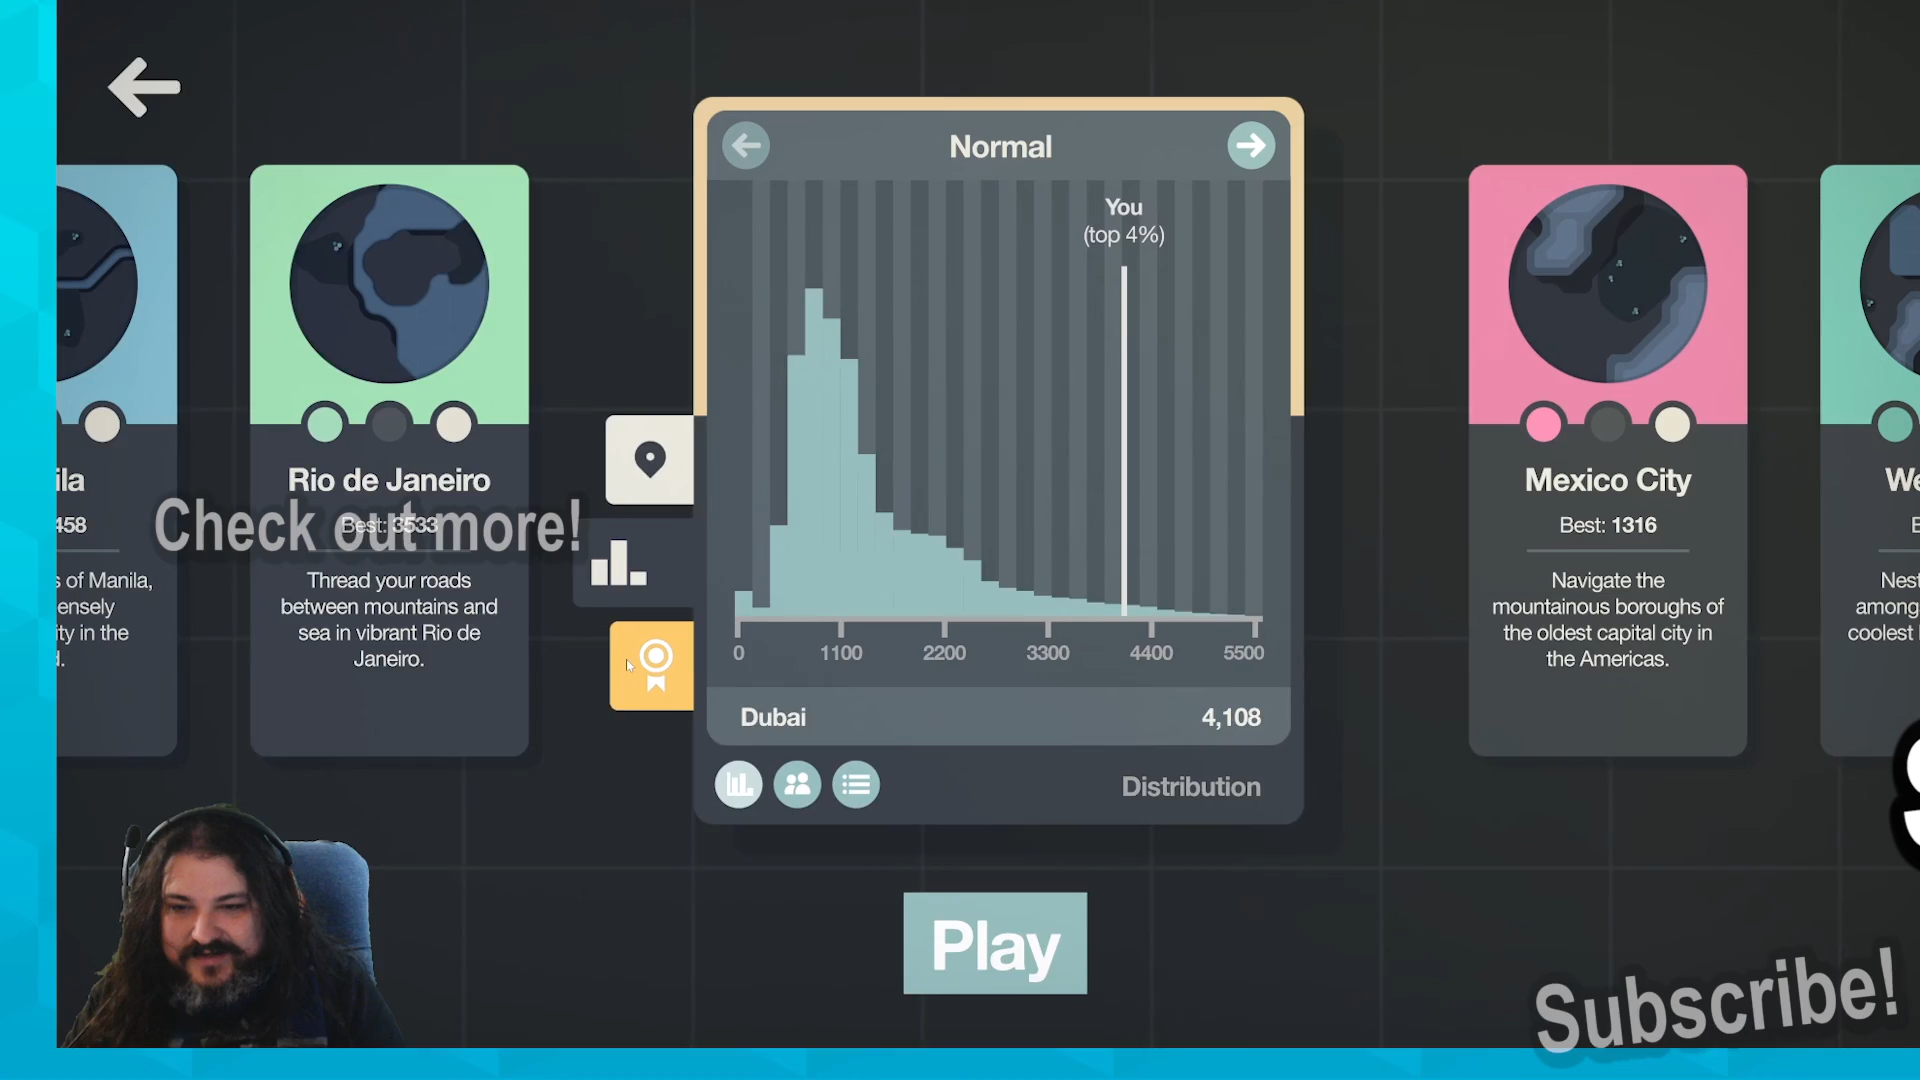 Normal
You
(top 4%)
0 1100 2200 3300 4400 5500
Dubai 4,108
Distribution
Play
ila
458
s of Manila,
ensely
ity in the
d.
Rio de Janeiro
Best: 3533
Thread your roads
between mountains and
sea in vibrant Rio de
Janeiro.
Check out more!
Mexico City
Best: 1316
Navigate the
mountainous boroughs of
the oldest capital city in
the Americas.
We
Nest
among
coolest
Subscribe!